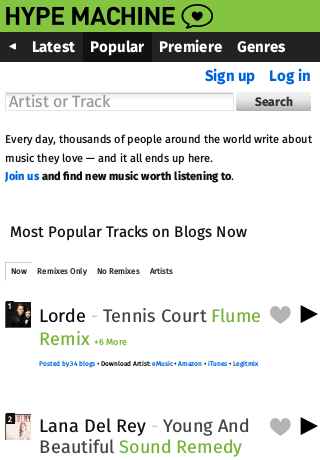 HYPE MACHINE
◄ Latest Popular Premiere Genres
Sign up Log in
Artist or Track Search
Every day, thousands of people around the world write about
music they love — and it all ends up here.
Join us and find new music worth listening to.
Most Popular Tracks on Blogs Now
Now Remixes Only No Remixes Artists
1
Lorde - Tennis Court Flume
Remix +6 More
Posted by 34 blogs • Download Artist: eMusic • Amazon • iTunes • Legitmix
2
Lana Del Rey - Young And
Beautiful Sound Remedy